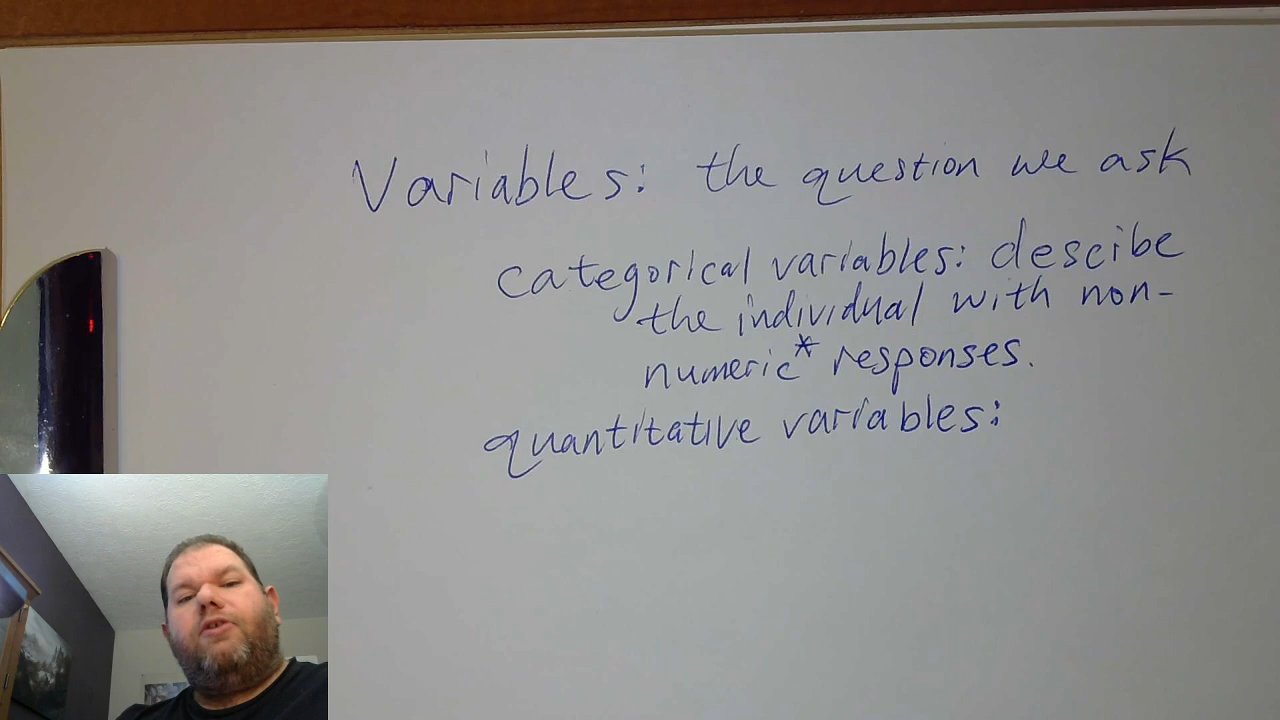 Variables: the question we ask
categorical variables: descibe
the individual with non-
numeric* responses.
quantitative variables: